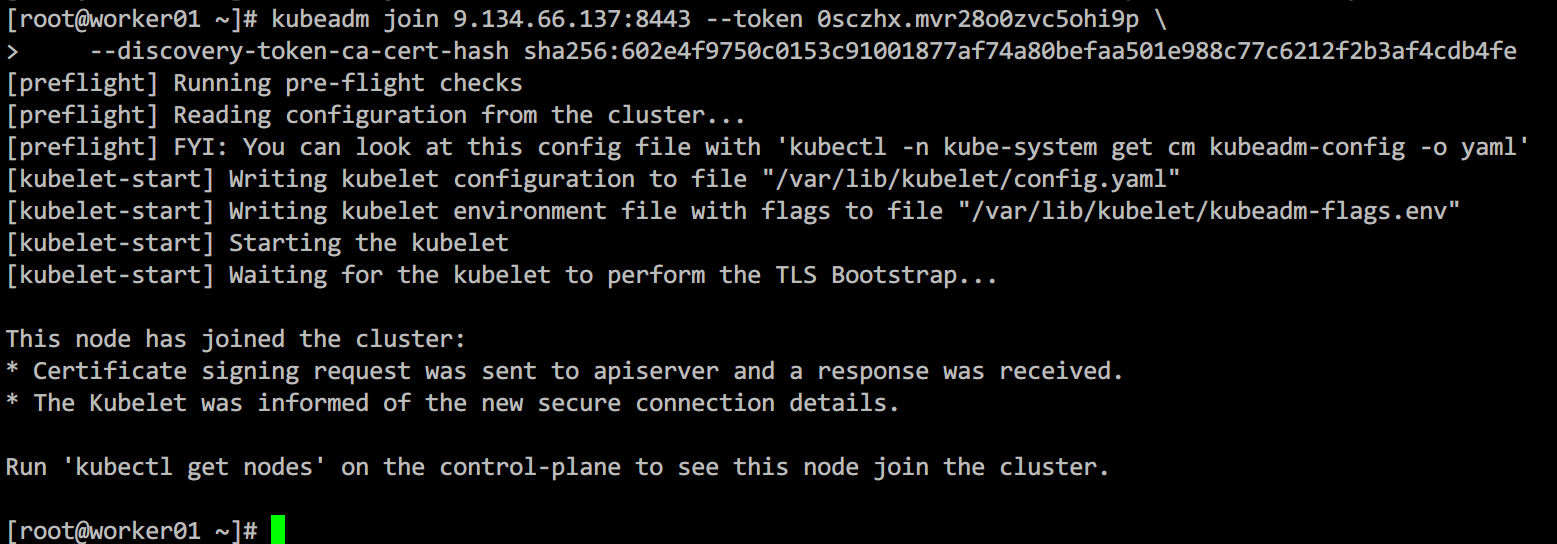 [root@worker01 ~]# kubeadm join 9.134.66.137:8443 --token 0sczhx.mvr28o0zvc5ohi9p \
>     --discovery-token-ca-cert-hash sha256:602e4f9750c0153c91001877af74a80befaa501e988c77c6212f2b3af4cdb4fe
[preflight] Running pre-flight checks
[preflight] Reading configuration from the cluster...
[preflight] FYI: You can look at this config file with 'kubectl -n kube-system get cm kubeadm-config -o yaml'
[kubelet-start] Writing kubelet configuration to file "/var/lib/kubelet/config.yaml"
[kubelet-start] Writing kubelet environment file with flags to file "/var/lib/kubelet/kubeadm-flags.env"
[kubelet-start] Starting the kubelet
[kubelet-start] Waiting for the kubelet to perform the TLS Bootstrap...

This node has joined the cluster:
* Certificate signing request was sent to apiserver and a response was received.
* The Kubelet was informed of the new secure connection details.

Run 'kubectl get nodes' on the control-plane to see this node join the cluster.

[root@worker01 ~]#